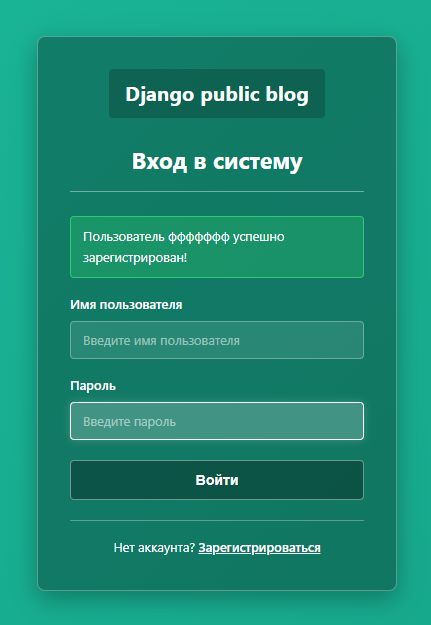 Django public blog
Вход в систему
Пользователь ффффффф успешно
зарегистрирован!
Имя пользователя
Введите имя пользователя
Пароль
Введите пароль
Войти
Нет аккаунта? Зарегистрироваться